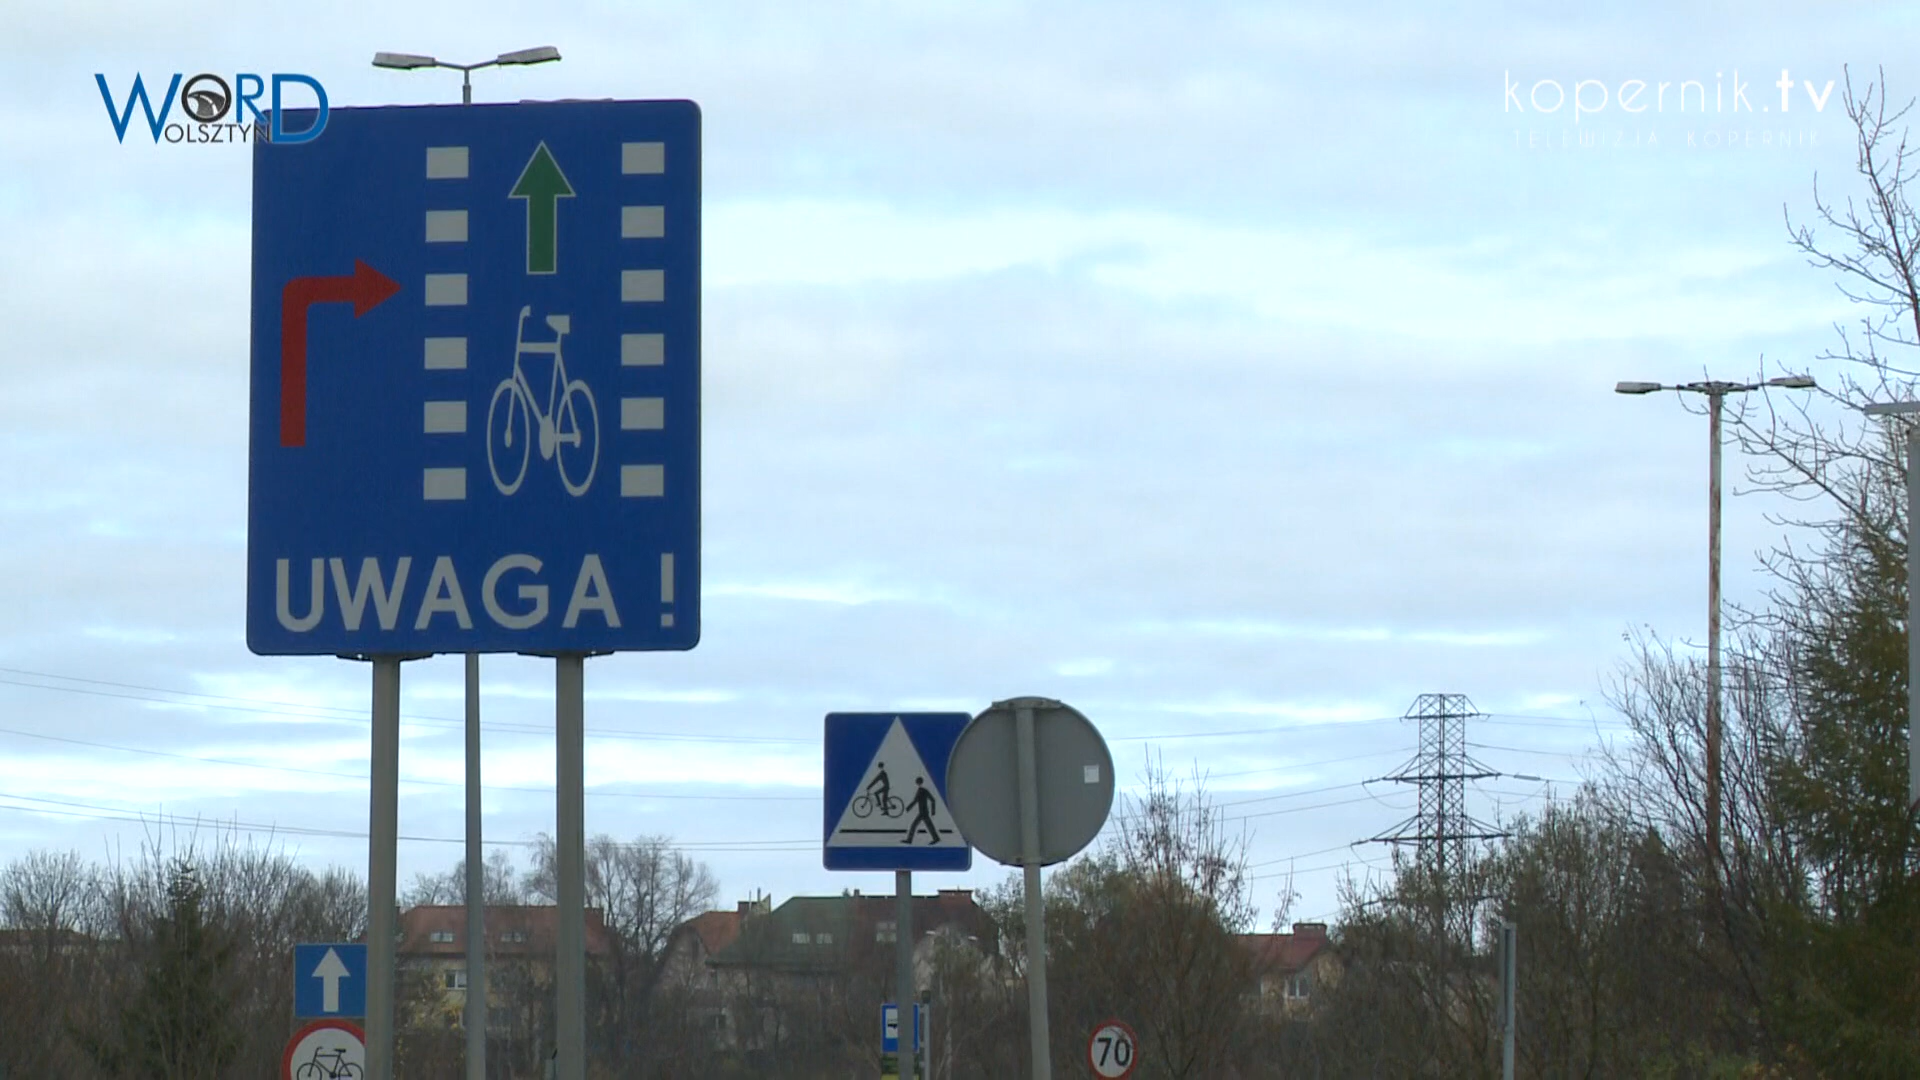 WORD
OLSZTYN
kopernik.tv
TELEWIZJA KOPERNIK
UWAGA !
70